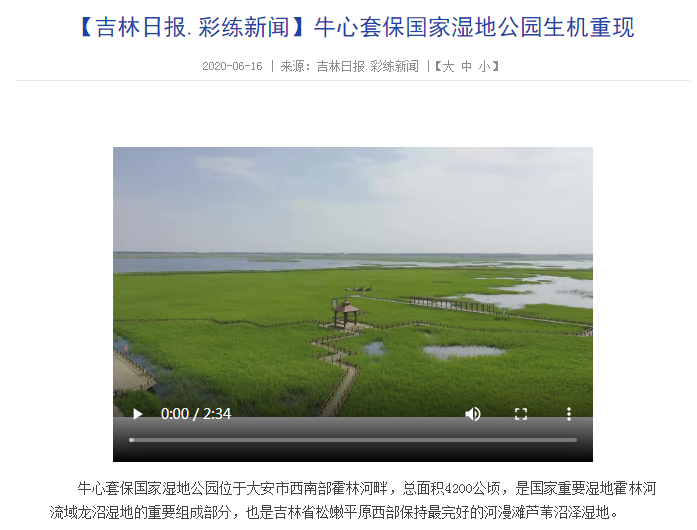 【吉林日报.彩练新闻】牛心套保国家湿地公园生机重现
2020-06-16 | 来源：吉林日报.彩练新闻 |【大 中 小】
0:00 / 2:34
牛心套保国家湿地公园位于大安市西南部霍林河畔，总面积4200公顷，是国家重要湿地霍林河
流域龙沼湿地的重要组成部分，也是吉林省松嫩平原西部保持最完好的河漫滩芦苇沼泽湿地。